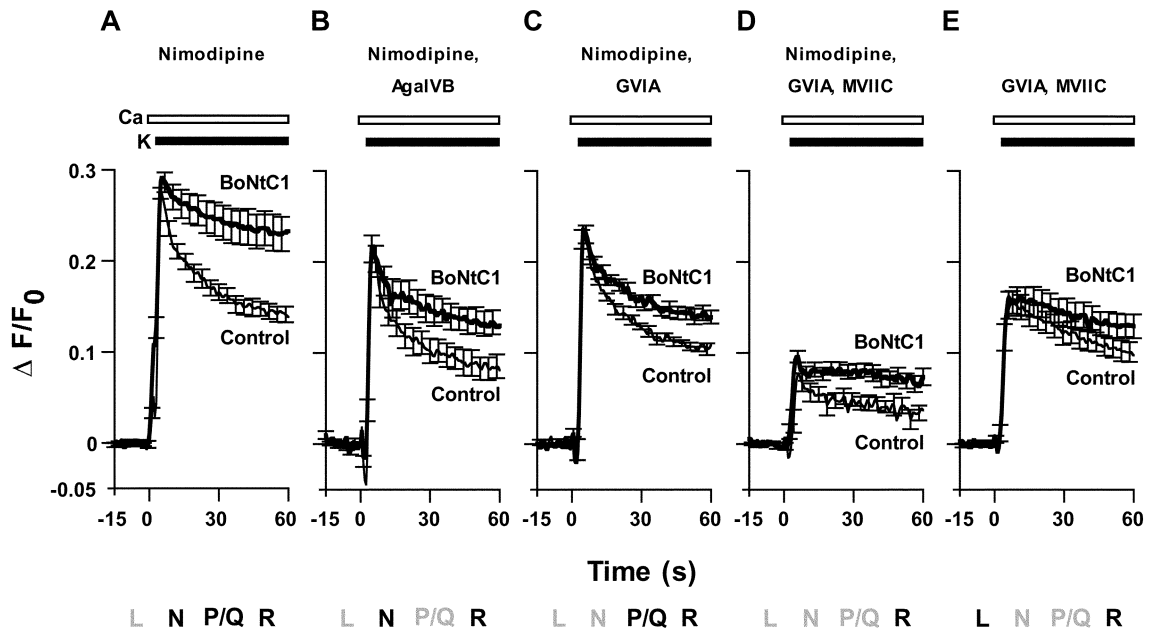 A B C D E
Nimodipine Nimodipine, Nimodipine, Nimodipine,
AgaIVB GVIA GVIA, MVIIC GVIA, MVIIC
Ca
K
0.3
0.2
0.1
0
-0.05
Δ F/F0
BoNtC1 BoNtC1 BoNtC1 BoNtC1 BoNtC1
Control Control Control Control Control
-15 0 30 60 -15 0 30 60 -15 0 30 60 -15 0 30 60 -15 0 30 60
Time (s)
L N P/Q R L N P/Q R L N P/Q R L N P/Q R L N P/Q R